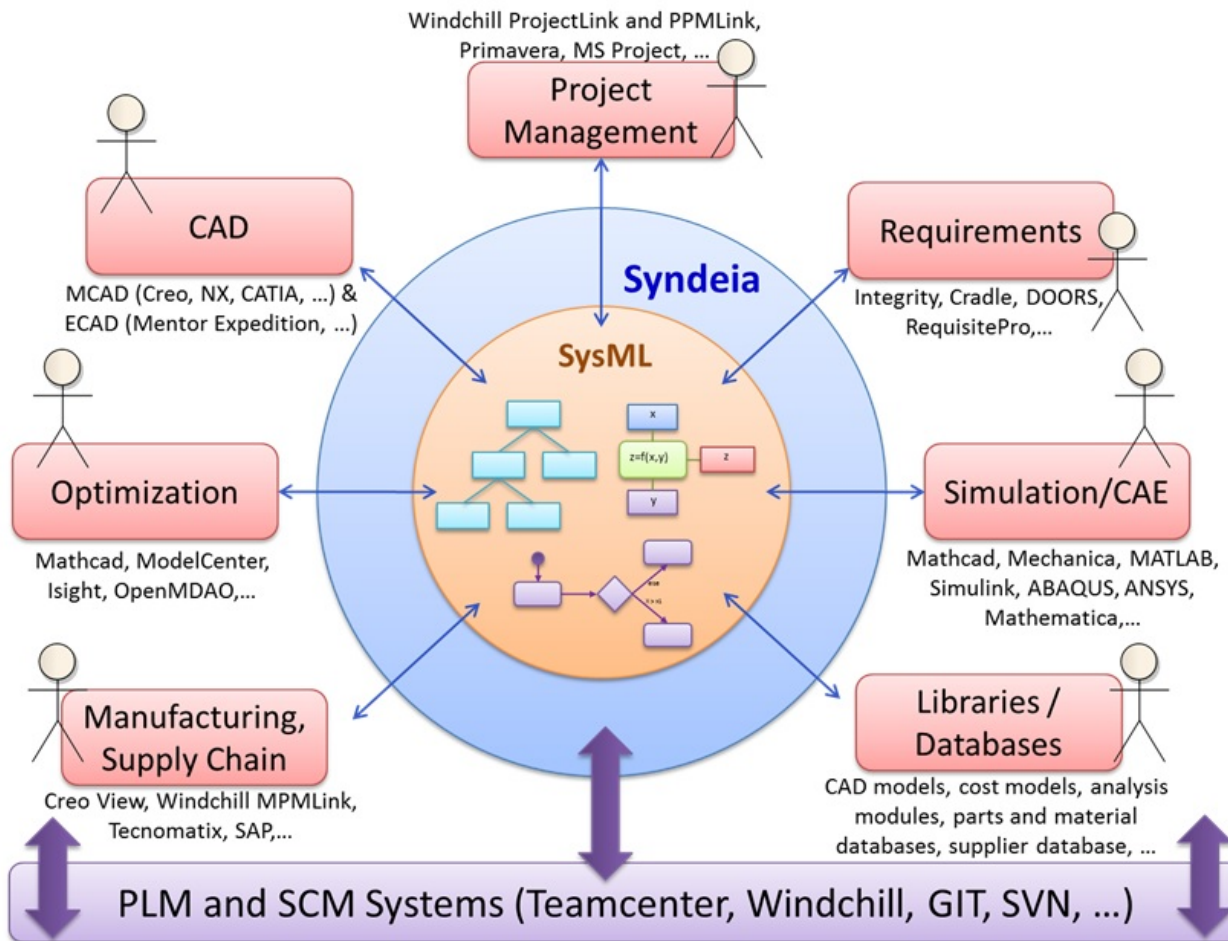 Windchill ProjectLink and PPMLink,
Primavera, MS Project, ...
Project
Management
CAD
MCAD (Creo, NX, CATIA, ...) &
ECAD (Mentor Expedition, ...)
Requirements
Integrity, Cradle, DOORS,
RequisitePro,...
Syndeia
SysML
x
z=f(x,y)
z
y
Optimization
Mathcad, ModelCenter,
Isight, OpenMDAO,...
Simulation/CAE
Mathcad, Mechanica, MATLAB,
Simulink, ABAQUS, ANSYS,
Mathematica,...
Manufacturing,
Supply Chain
Creo View, Windchill MPMLink,
Tecnomatix, SAP,...
Libraries /
Databases
CAD models, cost models, analysis
modules, parts and material
databases, supplier database, ...
PLM and SCM Systems (Teamcenter, Windchill, GIT, SVN, ...)